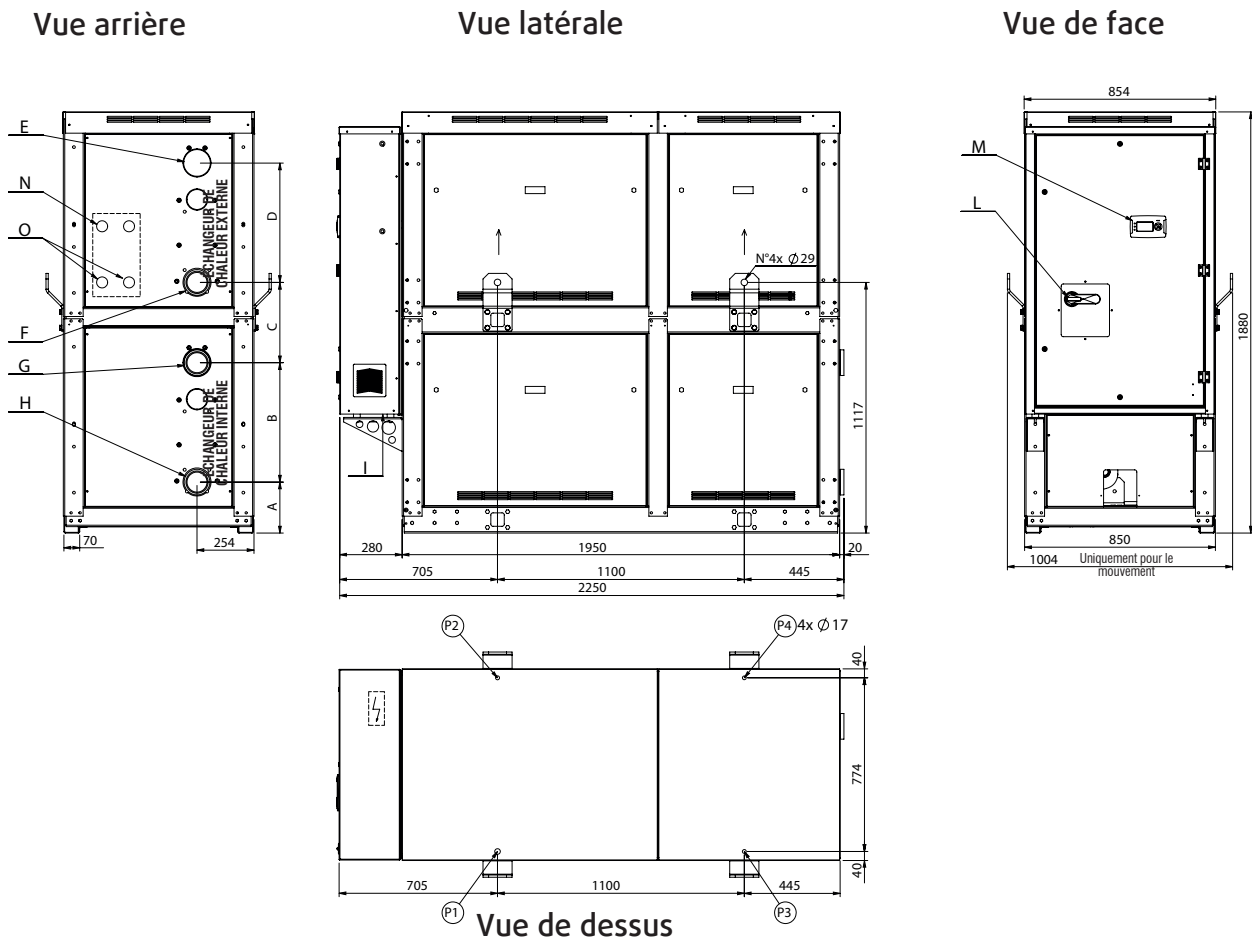 Vue arrière
Vue latérale
Vue de face
E
N
O
F
G
H
ÉCHANGEUR DE
CHALEUR EXTERNE
ÉCHANGEUR DE
CHALEUR INTERNE
D
C
B
A
70
254
N°4x Ø 29
1117
I
280
1950
20
705
1100
445
2250
854
M
L
1880
850
1004
Uniquement pour le
mouvement
P2
P4
4x Ø 17
40
774
40
705
1100
445
P1
P3
Vue de dessus